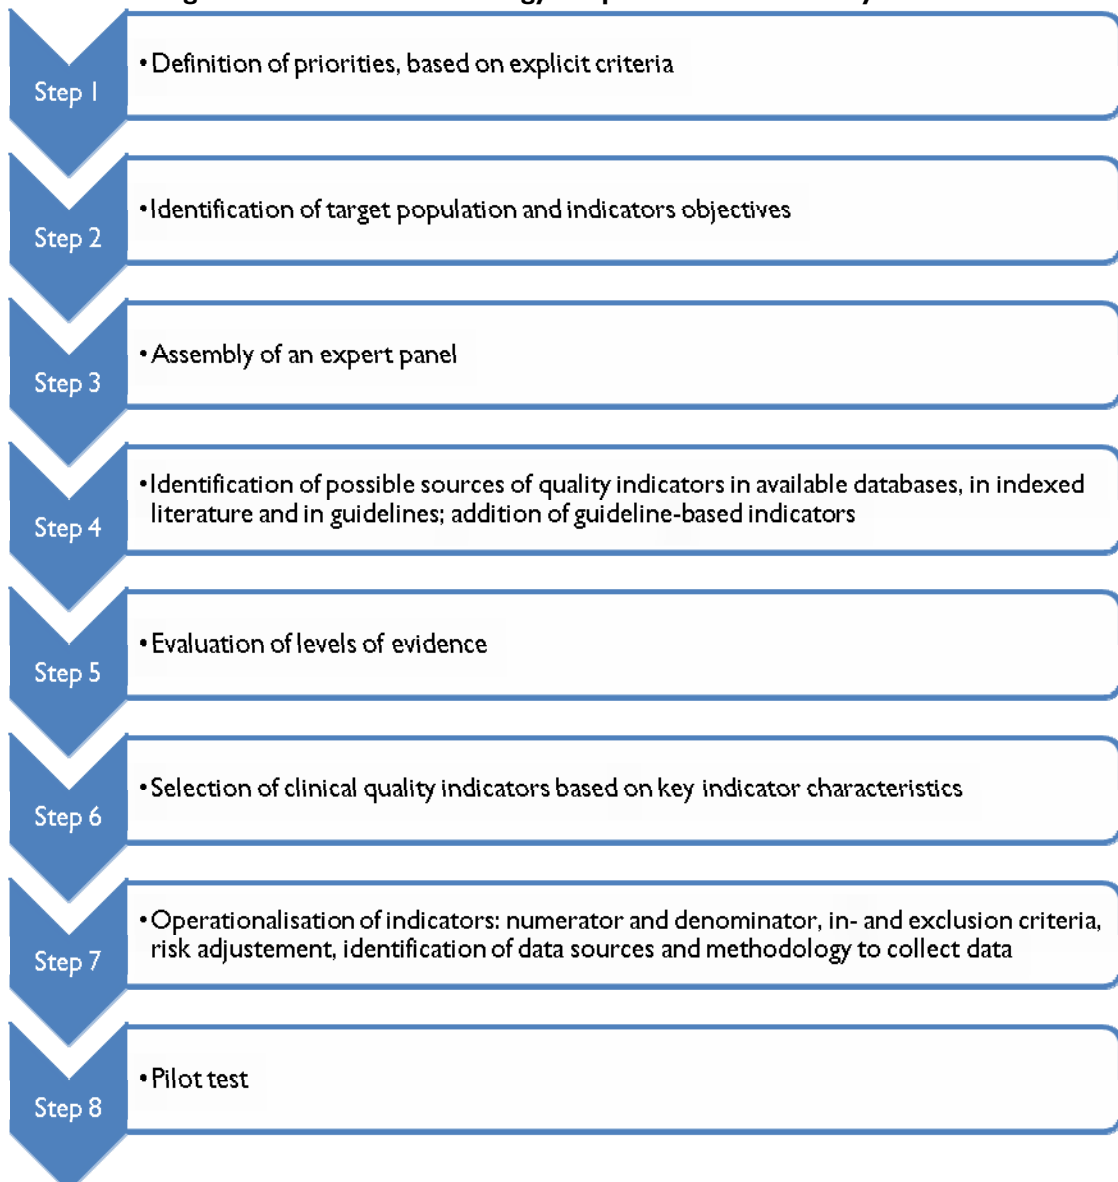 Step 1
•Definition of priorities, based on explicit criteria
Step 2
•Identification of target population and indicators objectives
Step 3
•Assembly of an expert panel
Step 4
•Identification of possible sources of quality indicators in available databases, in indexed
literature and in guidelines; addition of guideline-based indicators
Step 5
•Evaluation of levels of evidence
Step 6
•Selection of clinical quality indicators based on key indicator characteristics
Step 7
•Operationalisation of indicators: numerator and denominator, in- and exclusion criteria,
risk adjustement, identification of data sources and methodology to collect data
Step 8
•Pilot test